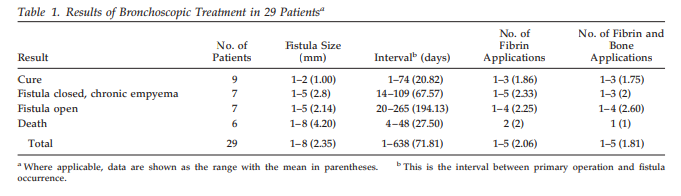 Table 1. Results of Bronchoscopic Treatment in 29 Patientsᵃ
No. of No. of Fibrin and
No. of Fistula Size Fibrin Bone
Result Patients (mm) Intervalᵇ (days) Applications Applications
Cure 9 1–2 (1.00) 1–74 (20.82) 1–3 (1.86) 1–3 (1.75)
Fistula closed, chronic empyema 7 1–5 (2.8) 14–109 (67.57) 1–5 (2.33) 1–3 (2)
Fistula open 7 1–5 (2.14) 20–265 (194.13) 1–4 (2.25) 1–4 (2.60)
Death 6 1–8 (4.20) 4–48 (27.50) 2 (2) 1 (1)
Total 29 1–8 (2.35) 1–638 (71.81) 1–5 (2.06) 1–5 (1.81)
ᵃ Where applicable, data are shown as the range with the mean in parentheses. ᵇ This is the interval between primary operation and fistula
occurrence.